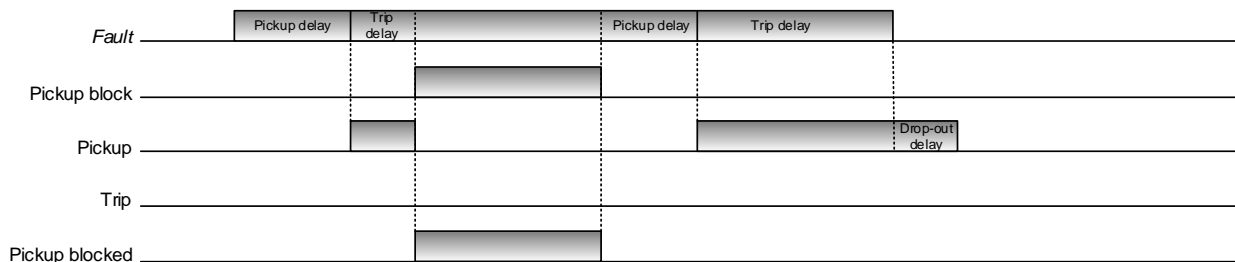 Fault
Pickup delay
Trip
delay
Pickup delay
Trip delay
Pickup block
Pickup
Drop-out
delay
Trip
Pickup blocked